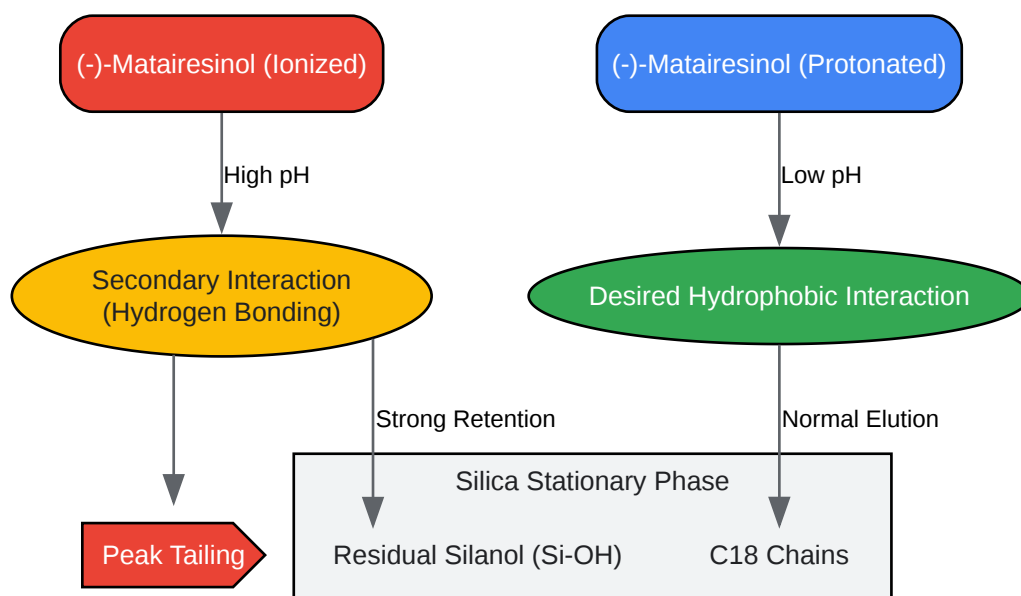 (-)-Matairesinol (Ionized)
(-)-Matairesinol (Protonated)
High pH
Low pH
Secondary Interaction
(Hydrogen Bonding)
Desired Hydrophobic Interaction
Strong Retention
Normal Elution
Silica Stationary Phase
Peak Tailing
Residual Silanol (Si-OH)
C18 Chains